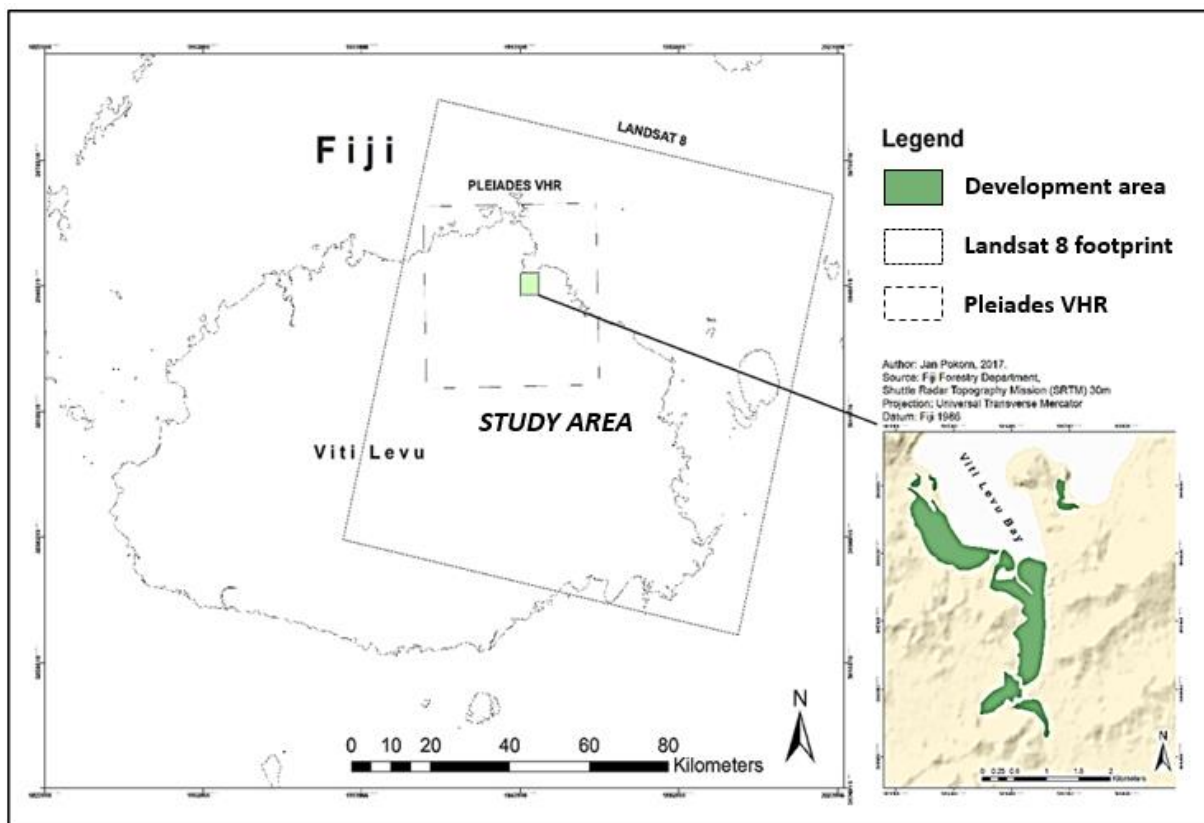 Fiji
LANDSAT 8
PLEIADES VHR
STUDY AREA
Viti Levu
N
0 10 20 40 60 80
Kilometers
Legend
Development area
Landsat 8 footprint
Pleiades VHR
Author: Jan Pokorn, 2017.
Source: Fiji Forestry Department,
Shuttle Radar Topography Mission (SRTM) 30m
Projection: Universal Transverse Mercator
Datum: Fiji 1986
Viti Levu Bay
N
Kilometers